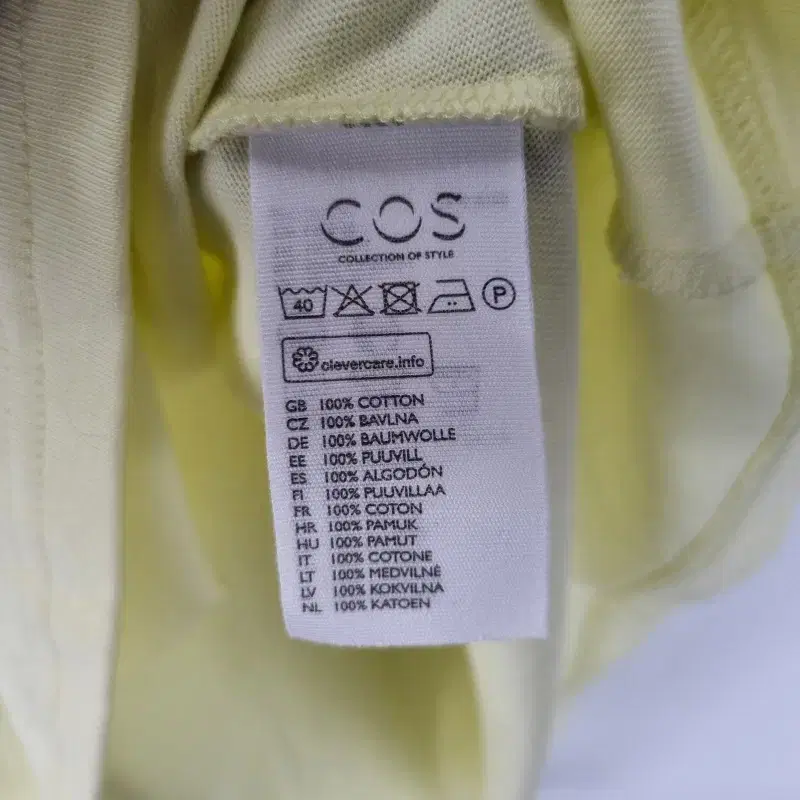 COS
COLLECTION OF STYLE
40
P
clevercare.info
GB 100% COTTON
CZ 100% BAVLNA
DE 100% BAUMWOLLE
EE 100% PUUVILL
ES 100% ALGODÓN
FI 100% PUUVILLAA
FR 100% COTON
HR 100% PAMUK
HU 100% PAMUT
IT 100% COTONE
LT 100% MEDVILNĖ
LV 100% KOKVILNA
NL 100% KATOEN